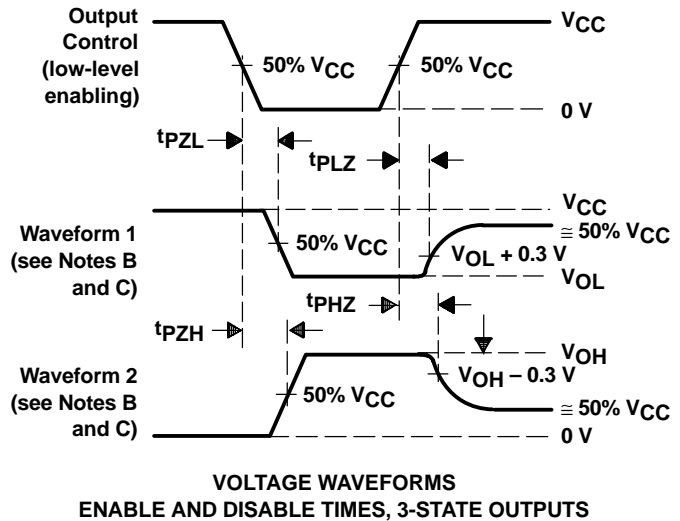 Output
Control
(low-level
enabling)
50% VCC
50% VCC
VCC
0 V
tPZL
tPLZ
Waveform 1
(see Notes B
and C)
50% VCC
VCC
≅ 50% VCC
VOL + 0.3 V
VOL
tPZH
tPHZ
Waveform 2
(see Notes B
and C)
50% VCC
VOH
VOH – 0.3 V
≅ 50% VCC
0 V
VOLTAGE WAVEFORMS
ENABLE AND DISABLE TIMES, 3-STATE OUTPUTS